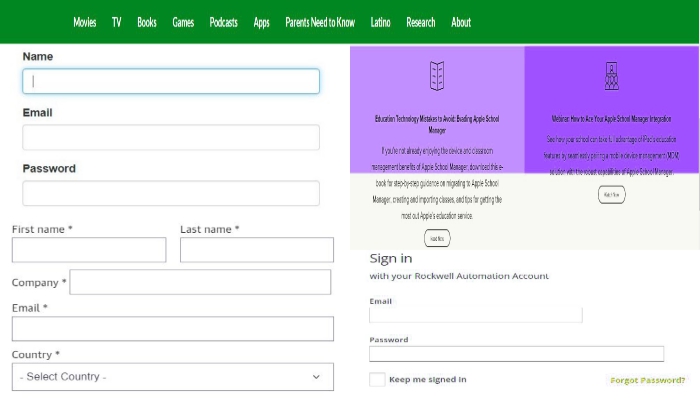 Movies TV Books Games Podcasts Apps Parents Need to Know Latino Research About
Name
Email
Password
First name * Last name *
Company *
Email *
Country *
- Select Country -
Education Technology Mistakes to Avoid: Evading Apple School
Manager
If you're not already enjoying the device and classroom
management benefits of Apple School Manager, download this e-
book for step-by-step guidance on migrating to Apple School
Manager, creating and importing classes, and tips for getting the
most out Apple's education service.
Read More
Webinar: How to Ace Your Apple School Manager Integration
See how your school can take full advantage of iPad's education
features by seamlessly pairing a mobile device management (MDM)
solution with the robust capabilities of Apple School Manager.
Watch Now
Sign in
with your Rockwell Automation Account
Email
Password
Keep me signed in
Forgot Password?